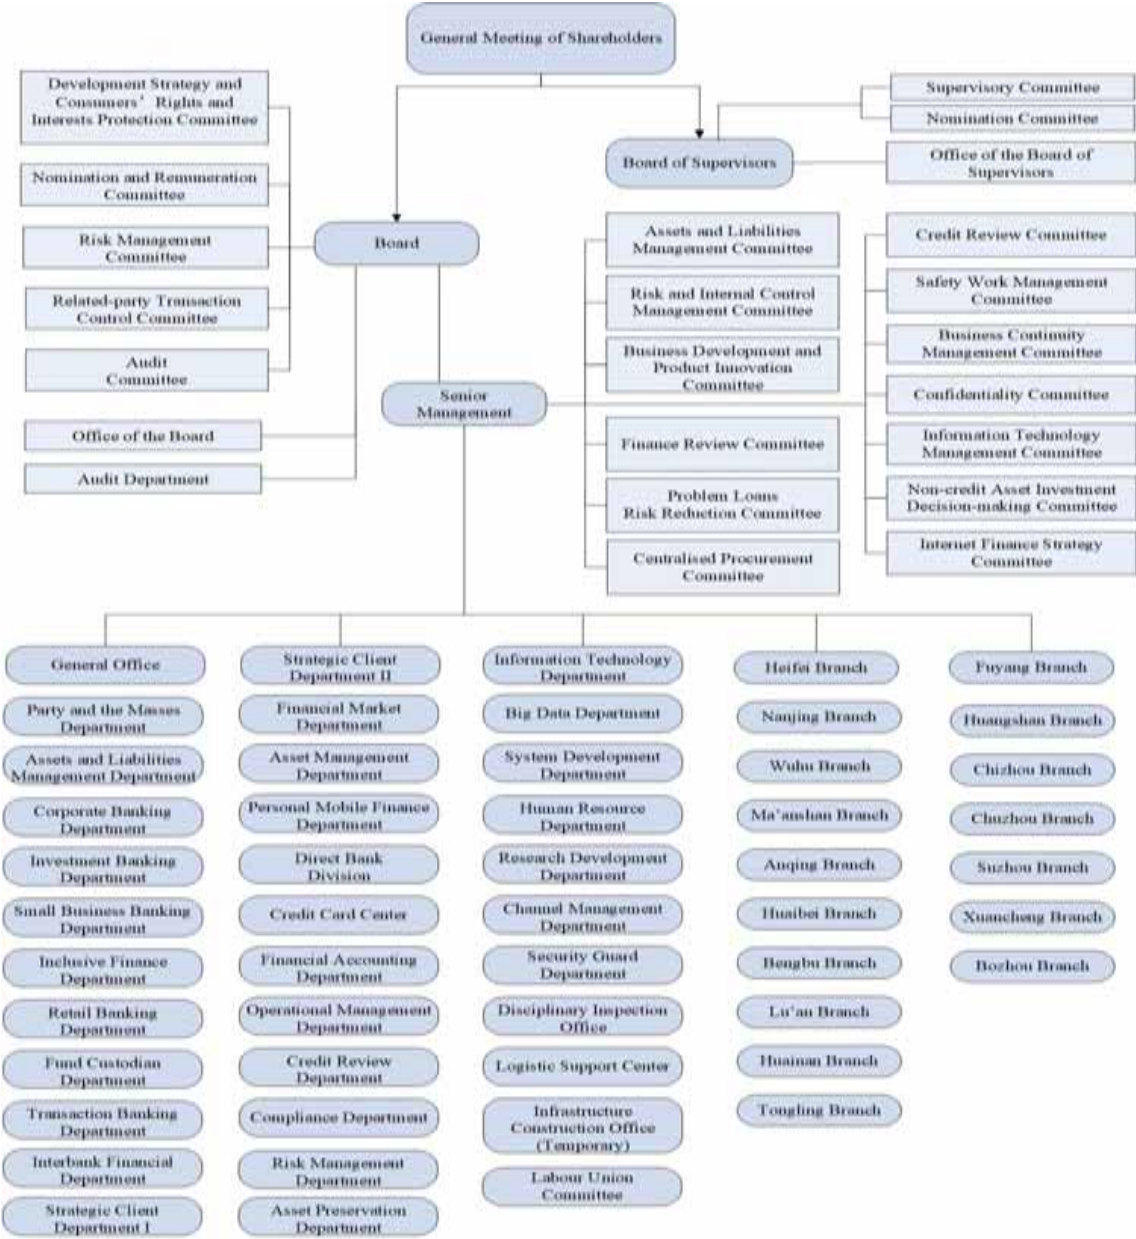 General Meeting of Shareholders
Development Strategy and
Consumers' Rights and
Interests Protection Committee
Nomination and Remuneration
Committee
Risk Management
Committee
Related-party Transaction
Control Committee
Audit
Committee
Office of the Board
Audit Department
Board
Board of Supervisors
Supervisory Committee
Nomination Committee
Office of the Board of
Supervisors
Senior
Management
Assets and Liabilities
Management Committee
Risk and Internal Control
Management Committee
Business Development and
Product Innovation
Committee
Finance Review Committee
Problem Loans
Risk Reduction Committee
Centralised Procurement
Committee
Credit Review Committee
Safety Work Management
Committee
Business Continuity
Management Committee
Confidentiality Committee
Information Technology
Management Committee
Non-credit Asset Investment
Decision-making Committee
Internet Finance Strategy
Committee
General Office
Party and the Masses
Department
Assets and Liabilities
Management Department
Corporate Banking
Department
Investment Banking
Department
Small Business Banking
Department
Inclusive Finance
Department
Retail Banking
Department
Fund Custodian
Department
Transaction Banking
Department
Interbank Financial
Department
Strategic Client
Department I
Strategic Client
Department II
Financial Market
Department
Asset Management
Department
Personal Mobile Finance
Department
Direct Bank
Division
Credit Card Center
Financial Accounting
Department
Operational Management
Department
Credit Review
Department
Compliance Department
Risk Management
Department
Asset Preservation
Department
Information Technology
Department
Big Data Department
System Development
Department
Human Resource
Department
Research Development
Department
Channel Management
Department
Security Guard
Department
Disciplinary Inspection
Office
Logistic Support Center
Infrastructure
Construction Office
(Temporary)
Labour Union
Committee
Heifei Branch
Nanjing Branch
Wuhu Branch
Ma'anshan Branch
Anqing Branch
Huaibei Branch
Bengbu Branch
Lu'an Branch
Huainan Branch
Tongling Branch
Fuyang Branch
Huangshan Branch
Chizhou Branch
Chuzhou Branch
Suzhou Branch
Xuancheng Branch
Bozhou Branch